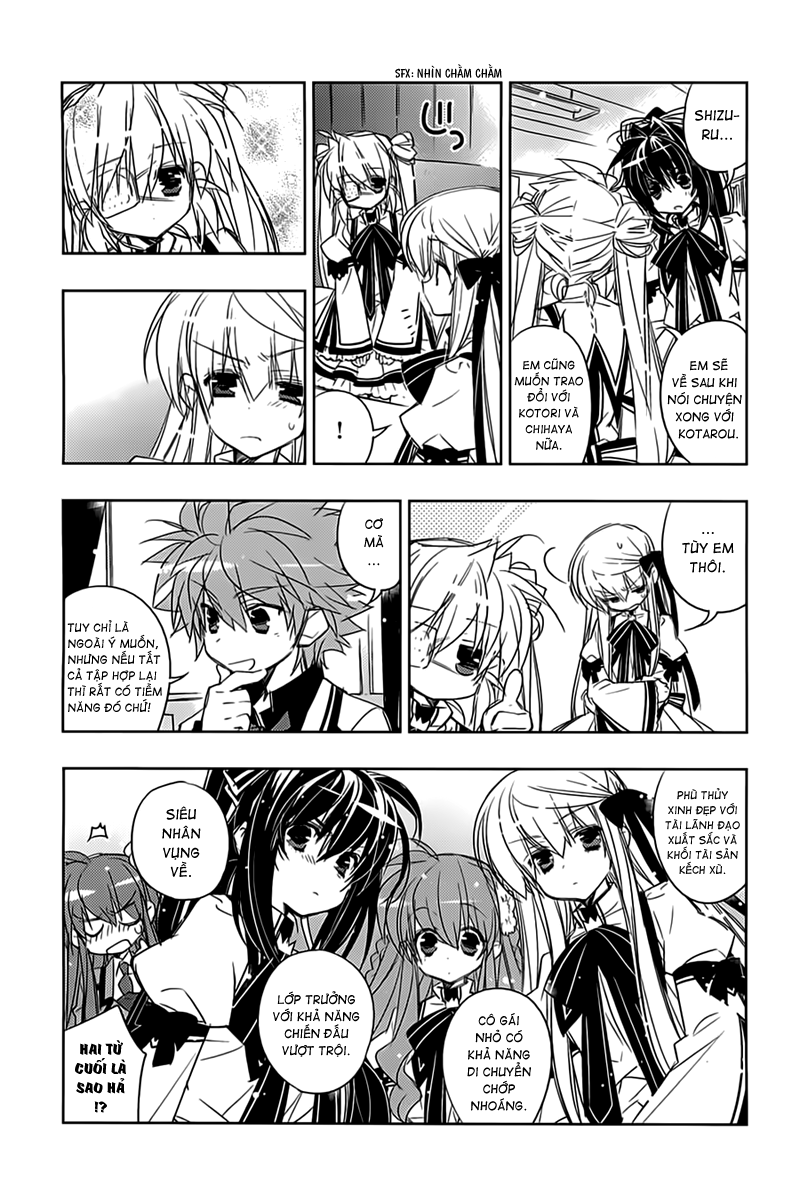 SFX: NHÌN CHẰM CHẰM
SHIZU-
RU...
EM SẼ
VỀ SAU KHI
NÓI CHUYỆN
XONG VỚI
KOTAROU.
EM CŨNG
MUỐN TRAO
ĐỔI VỚI
KOTORI VÀ
CHIHAYA
NỮA.
じっ
!
...
TÙY EM
THÔI.
CƠ
MÀ
...
TUY CHỈ LÀ
NGOÀI Ý MUỐN,
NHƯNG NẾU TẤT
CẢ TẬP HỢP LẠI
THÌ RẤT CÓ TIỀM
NĂNG ĐÓ CHỨ!
PHÙ THỦY
XINH ĐẸP VỚI
TÀI LÃNH ĐẠO
XUẤT SẮC VÀ
KHỐI TÀI SẢN
KẾCH XÙ.
CÔ GÁI
NHỎ CÓ
KHẢ NĂNG
DI CHUYỂN
CHỚP
NHOÁNG.
SIÊU
NHÂN
VỤNG
VỀ.
LỚP TRƯỞNG
VỚI KHẢ NĂNG
CHIẾN ĐẤU
VƯỢT TRỘI.
HAI TỪ
CUỐI LÀ
SAO HẢ
!?